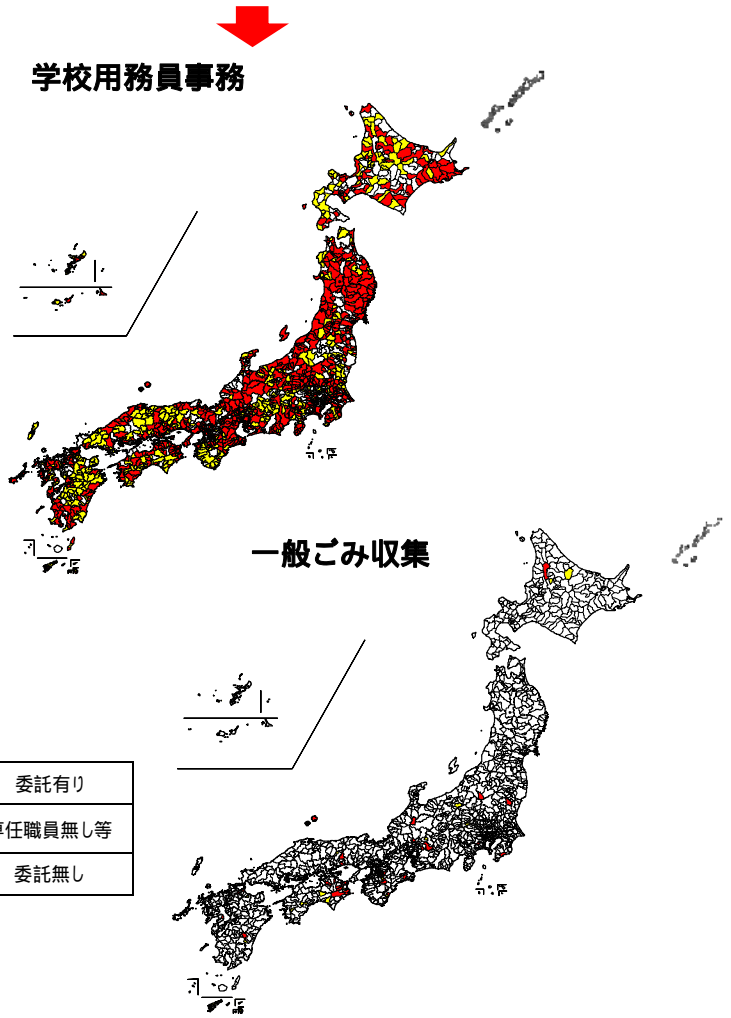 学校用務員事務
一般ごみ収集
委託有り
任職員無し等
委託無し